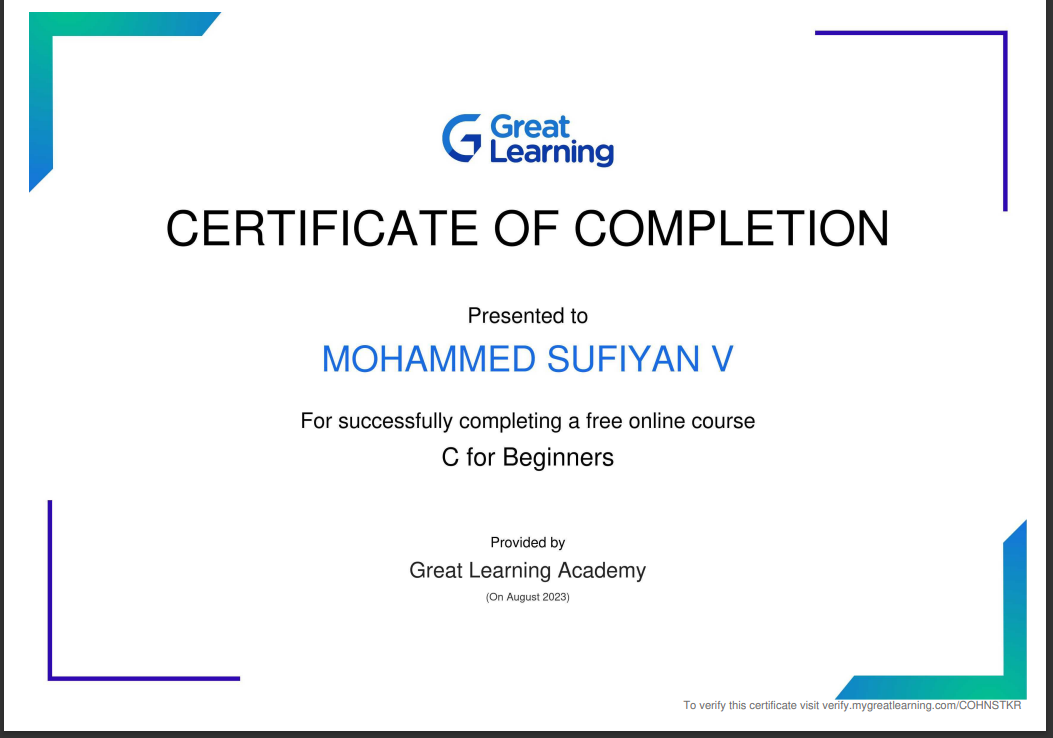 Great
Learning
CERTIFICATE OF COMPLETION
Presented to
MOHAMMED SUFIYAN V
For successfully completing a free online course
C for Beginners
Provided by
Great Learning Academy
(On August 2023)
To verify this certificate visit verify.mygreatlearning.com/COHNSTKR